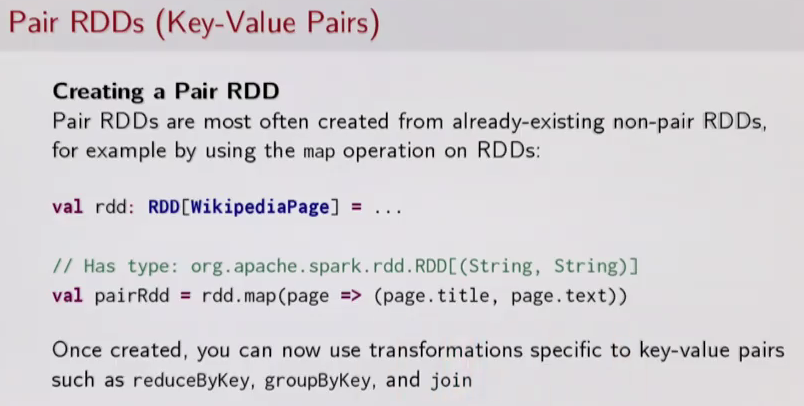 Pair RDDs (Key-Value Pairs)
Creating a Pair RDD
Pair RDDs are most often created from already-existing non-pair RDDs,
for example by using the map operation on RDDs:
val rdd: RDD[WikipediaPage] = ...
// Has type: org.apache.spark.rdd.RDD[(String, String)]
val pairRdd = rdd.map(page => (page.title, page.text))
Once created, you can now use transformations specific to key-value pairs
such as reduceByKey, groupByKey, and join